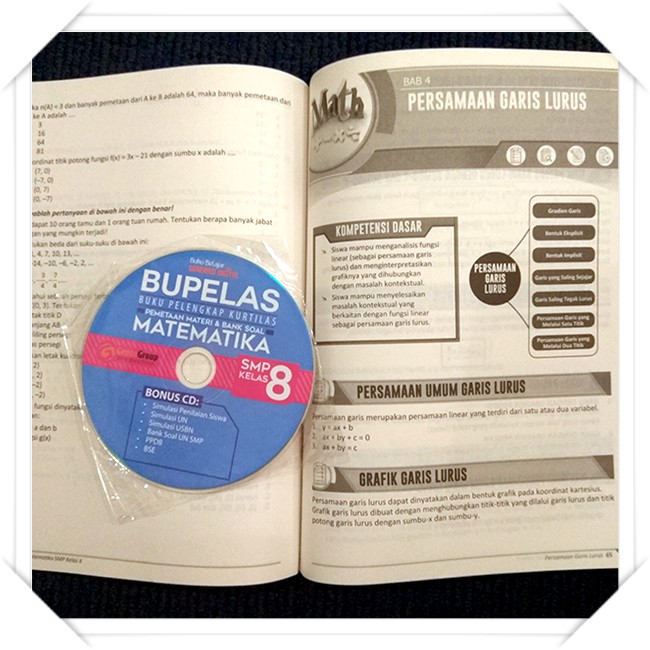 ka n(A) = 3 dan banyak pemetaan dari A ke B adalah 64, maka banyak pemetaan dari
ke A adalah ....
3
16
64
81
ordinat titik potong fungsi f(x) = 3x – 21 dengan sumbu x adalah ....
(7, 0)
(–7, 0)
(0, 7)
(0, –7)
wablah pertanyaan di bawah ini dengan benar!
dapat 10 orang tamu dan 1 orang tuan rumah. Tentukan berapa banyak jabat
gan yang mungkin terjadi!
tukan beda dari suku-suku di bawah ini:
1, 4, 7, 10, 13, ...
-14, –10, –6, –2, 2, ...
Buku Belajar
BUPELAS
BUKU PELENGKAP KURTILAS
PEMETAAN MATERI & BANK SOAL
MATEMATIKA
Group
SMP
KELAS 8
BONUS CD:
• Simulasi Penilaian Siswa
• Simulasi UN
• Simulasi USBN
• Bank Soal UN SMP
• PPDB
• BSE
matematika SMP Kelas 8
Math
BAB 4
PERSAMAAN GARIS LURUS
KOMPETENSI DASAR
Siswa mampu menganalisis fungsi
linear (sebagai persamaan garis
lurus) dan menginterpretasikan
grafiknya yang dihubungkan
dengan masalah kontekstual.
Siswa mampu menyelesaikan
masalah kontekstual yang
berkaitan dengan fungsi linear
sebagai persamaan garis lurus.
PERSAMAAN
GARIS
LURUS
Gradien Garis
Bentuk Eksplisit
Bentuk Implisit
Garis yang Saling Sejajar
Garis Saling Tegak Lurus
Persamaan Garis yang
Melalui Satu Titik
Persamaan Garis yang
Melalui Dua Titik
PERSAMAAN UMUM GARIS LURUS
Persamaan garis merupakan persamaan linear yang terdiri dari satu atau dua variabel.
1. y = ax + b
2. ax + by + c = 0
3. ax + by = c
GRAFIK GARIS LURUS
Persamaan garis lurus dapat dinyatakan dalam bentuk grafik pada koordinat kartesius.
Grafik garis lurus dibuat dengan menghubungkan titik-titik yang dilalui garis lurus dan titik
potong garis lurus dengan sumbu-x dan sumbu-y.
Persamaan Garis Lurus 65